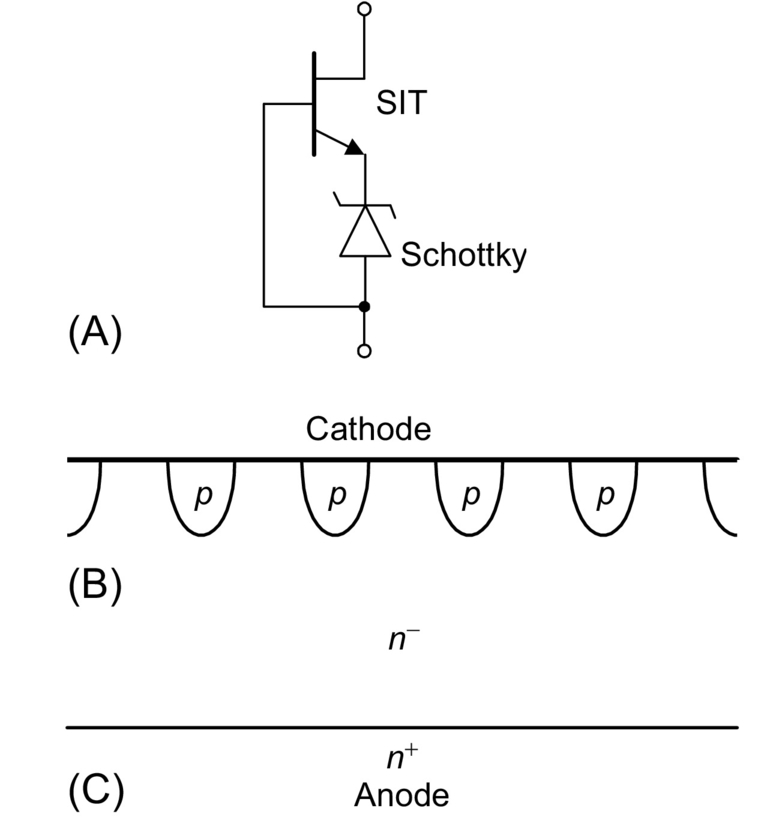 SIT
Schottky
(A)
Cathode
p p p p
(B)
n⁻
n⁺
(C) Anode